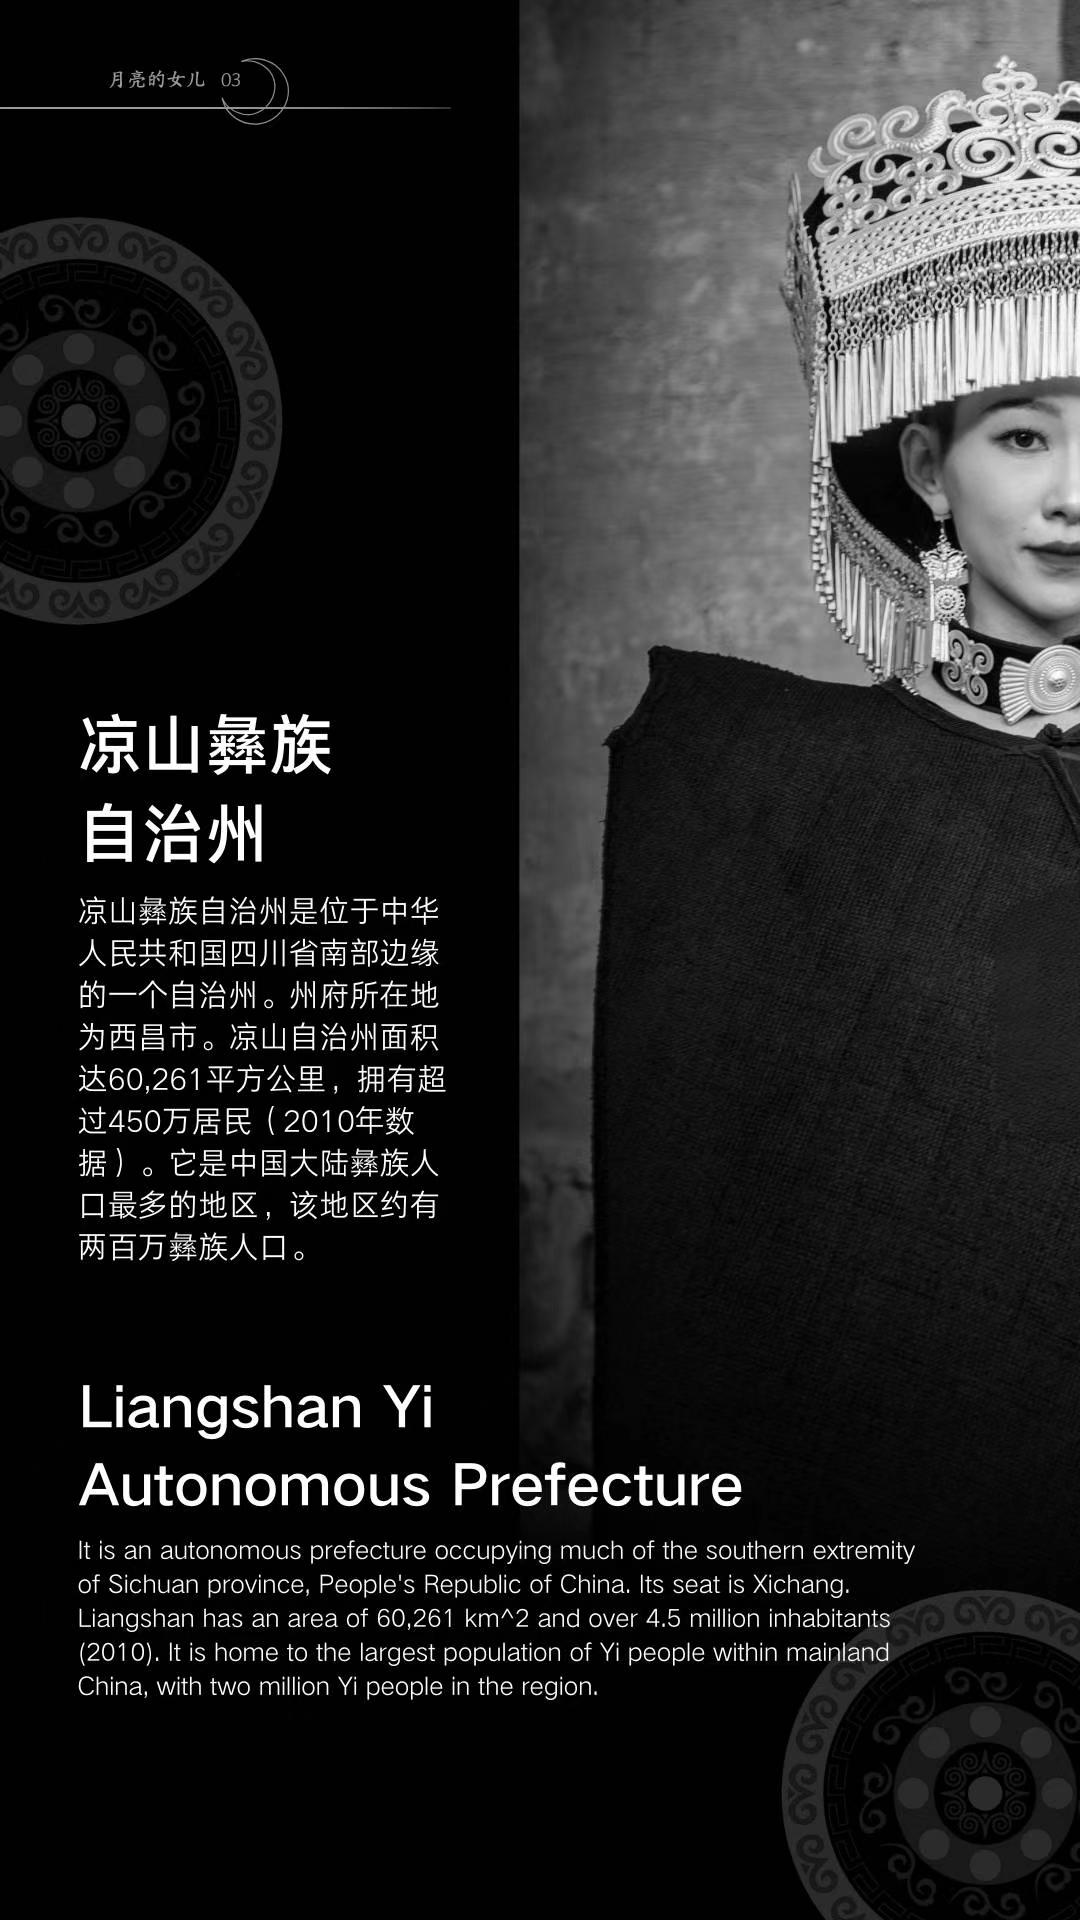 月亮的女儿 03
凉山彝族
自治州
凉山彝族自治州是位于中华
人民共和国四川省南部边缘
的一个自治州。州府所在地
为西昌市。凉山自治州面积
达60,261平方公里，拥有超
过450万居民（2010年数
据）。它是中国大陆彝族人
口最多的地区，该地区约有
两百万彝族人口。
Liangshan Yi
Autonomous Prefecture
It is an autonomous prefecture occupying much of the southern extremity
of Sichuan province, People's Republic of China. Its seat is Xichang.
Liangshan has an area of 60,261 km^2 and over 4.5 million inhabitants
(2010). It is home to the largest population of Yi people within mainland
China, with two million Yi people in the region.